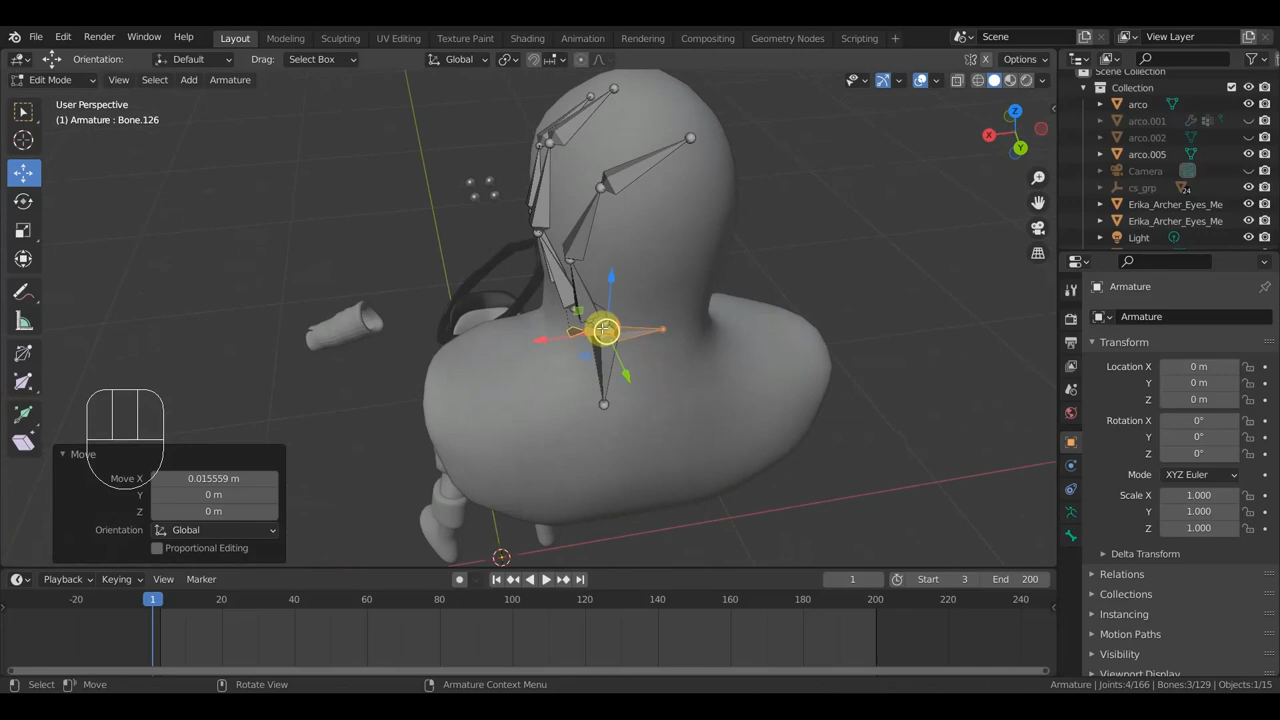 File Edit Render Window Help Layout Modeling Sculpting UV Editing Texture Paint Shading Animation Rendering Compositing Geometry Nodes Scripting + Scene View Layer
Orientation: Default Drag: Select Box Global Options
Edit Mode View Select Add Armature
User Perspective
(1) Armature : Bone.126
Z
X
Y
Move
Move X 0.015559 m
Y 0 m
Z 0 m
Orientation Global
Proportional Editing
Scene Collection
Collection
arco
arco.001
arco.002
arco.005
Camera
cs_grp 24
Erika_Archer_Eyes_Me
Erika_Archer_Eyes_Me
Light
Armature
Armature
Transform
Location X 0 m
Y 0 m
Z 0 m
Rotation X 0°
Y 0°
Z 0°
Mode XYZ Euler
Scale X 1.000
Y 1.000
Z 1.000
Delta Transform
Relations
Collections
Instancing
Motion Paths
Visibility
Viewport Display
Playback Keying View Marker 1 Start 3 End 200
-20 1 20 40 60 80 100 120 140 160 180 200 220 240
Select Move Rotate View Armature Context Menu Armature | Joints:4/166 | Bones:3/129 | Objects:1/15